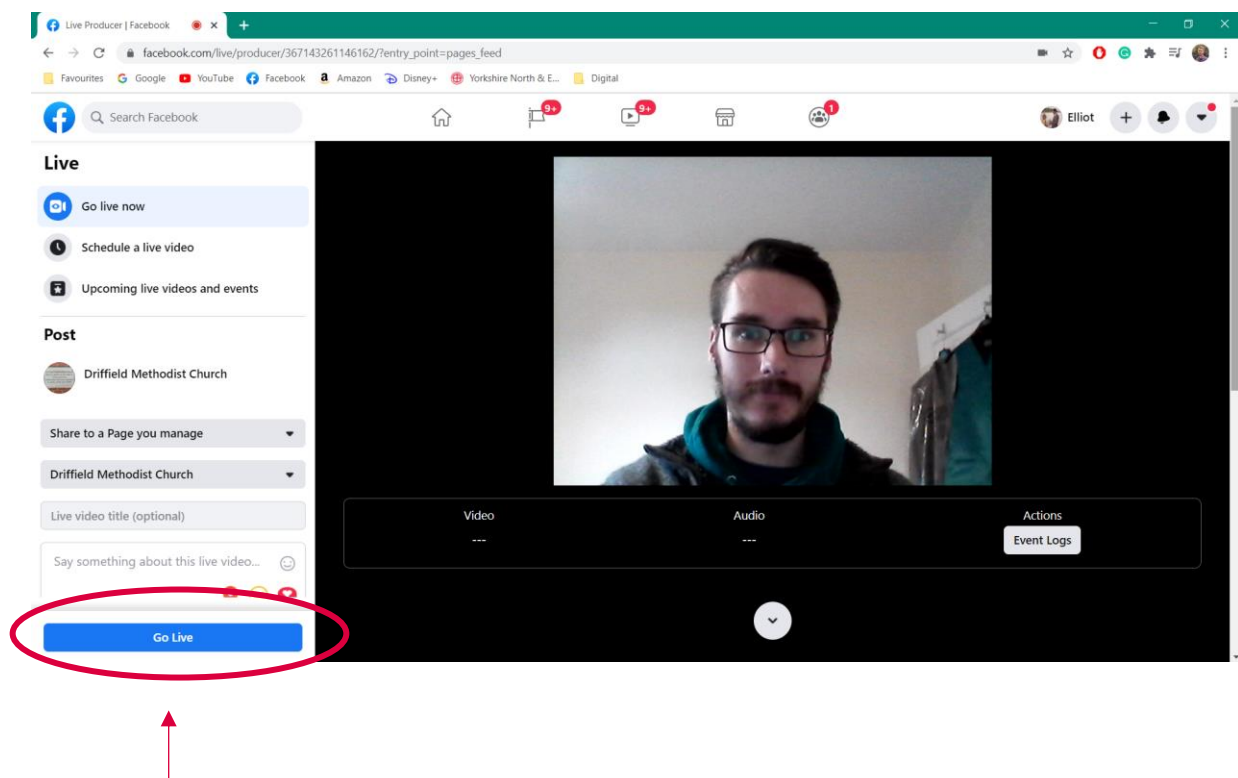 Live Producer | Facebook
facebook.com/live/producer/367143261146162/?entry_point=pages_feed
Favourites Google YouTube Facebook Amazon Disney+ Yorkshire North & E... Digital
Search Facebook 9+ 9+ 1 Elliot
Live
Go live now
Schedule a live video
Upcoming live videos and events
Post
Driffield Methodist Church
Share to a Page you manage
Driffield Methodist Church
Live video title (optional)
Say something about this live video...
Go Live
Video
---
Audio
---
Actions
Event Logs